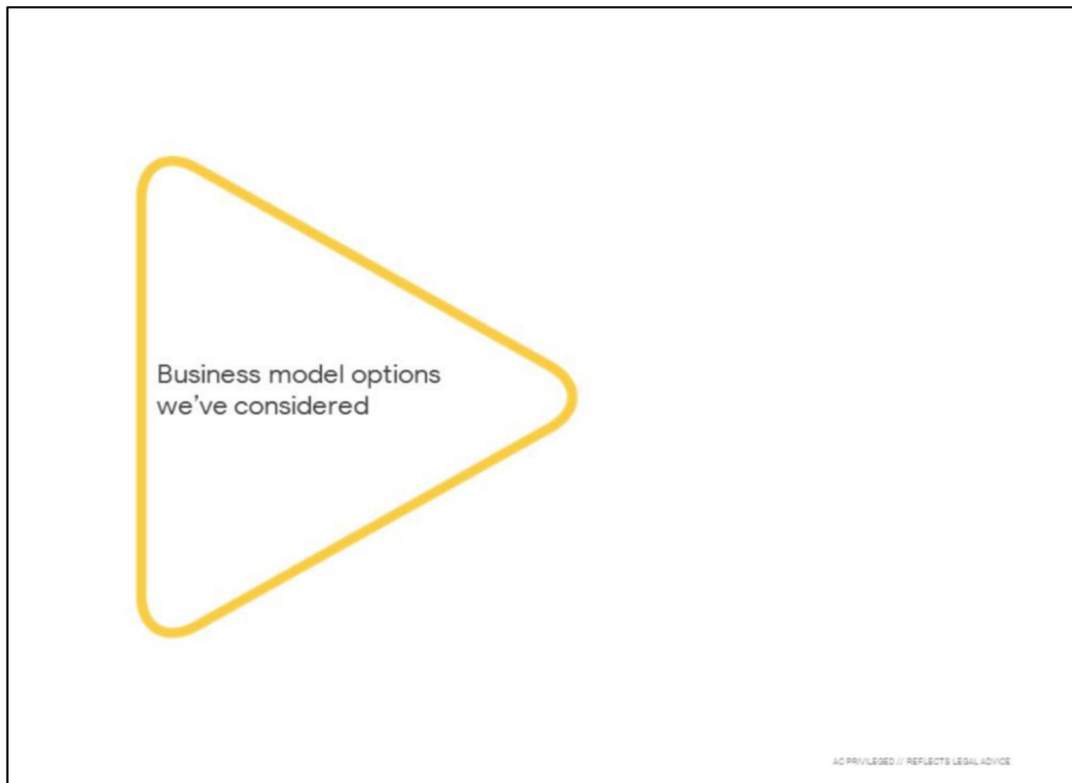 Business model options
we've considered
AC PRIVILEGED // REFLECTS LEGAL ADVICE